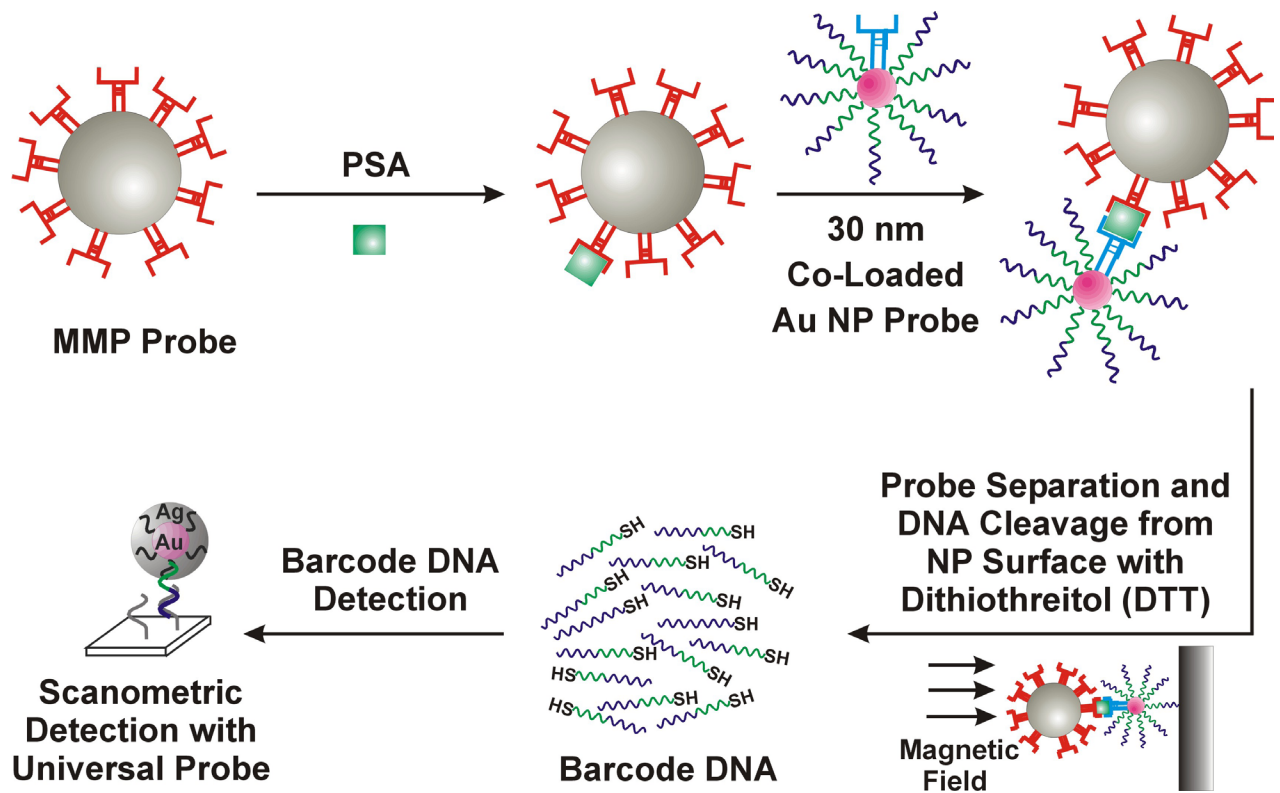 PSA
30 nm
Co-Loaded
Au NP Probe
MMP Probe
Probe Separation and
DNA Cleavage from
NP Surface with
Dithiothreitol (DTT)
Magnetic
Field
SH
SH
SH
SH
SH
SH
SH
SH
SH
SH
HS
SH
SH
HS
SH
Barcode DNA
Barcode DNA
Detection
Ag
Au
Scanometric
Detection with
Universal Probe